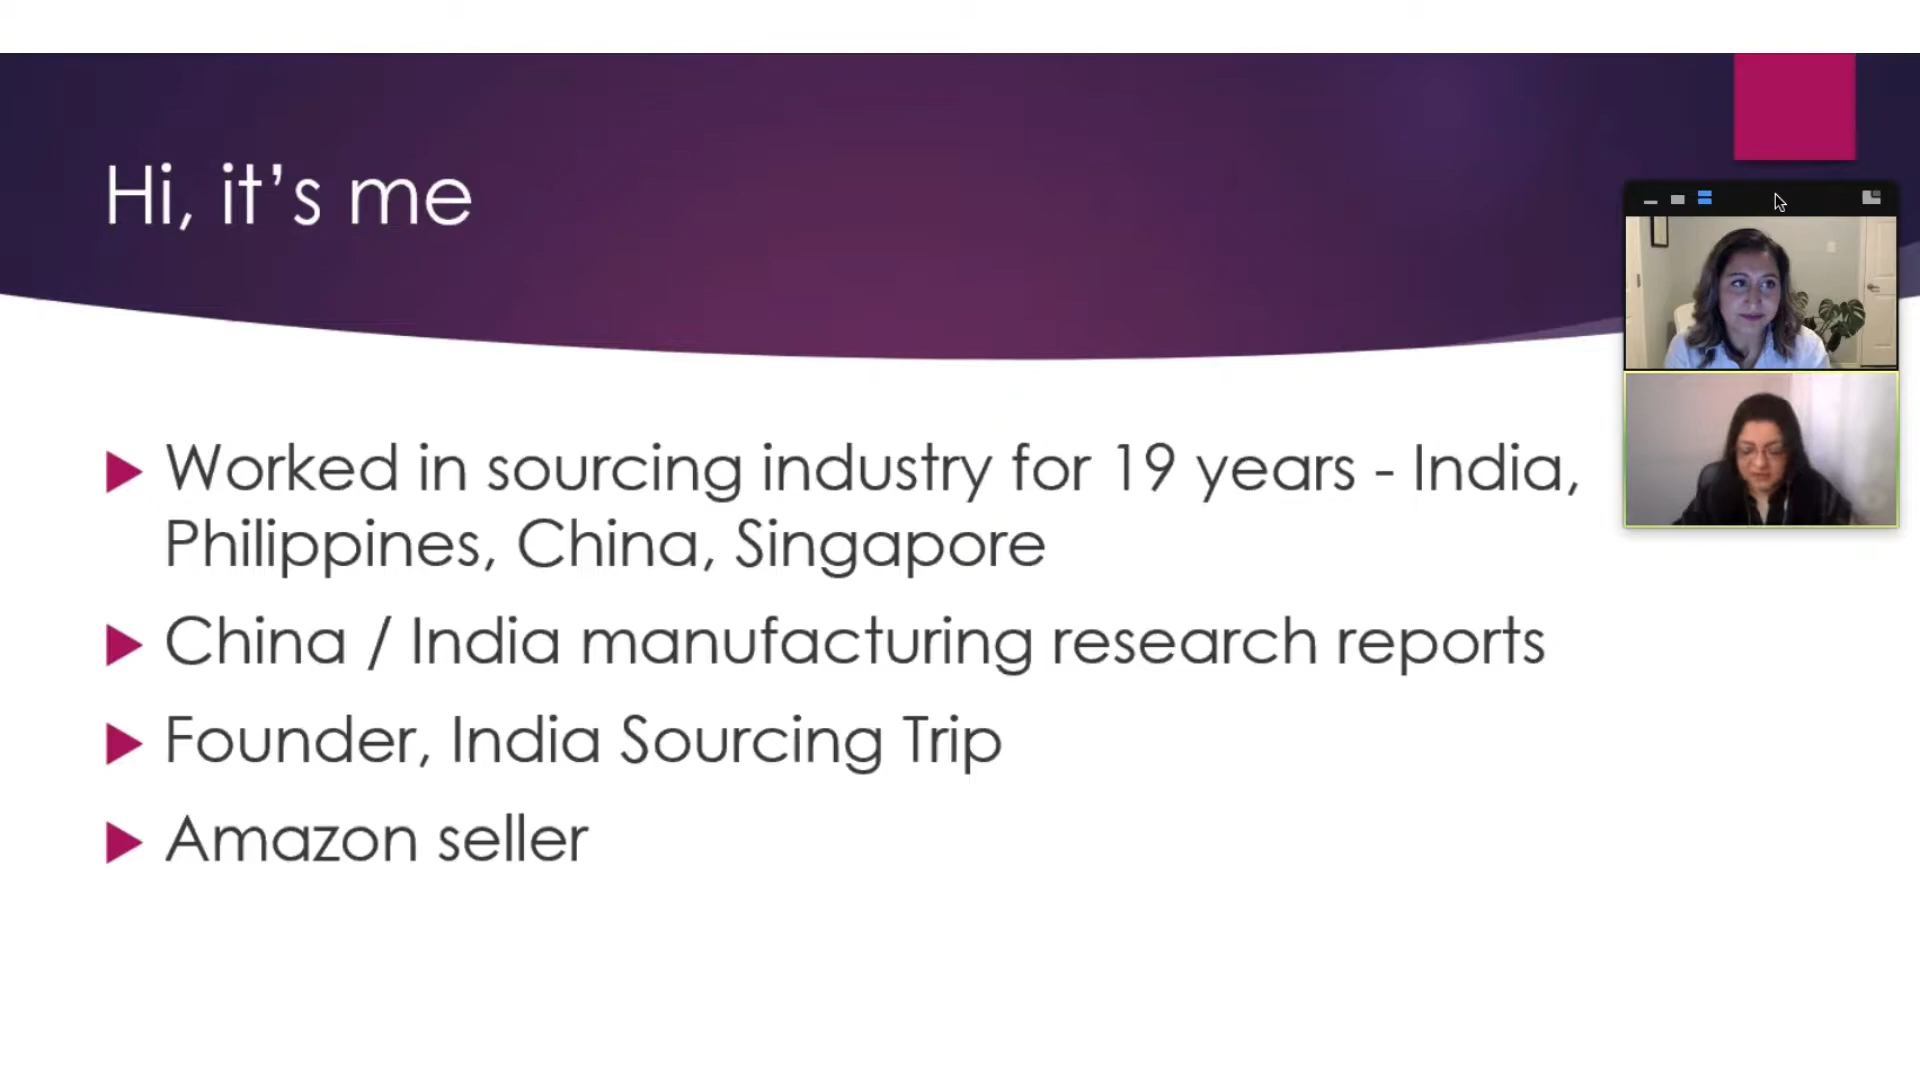 Hi, it’s me
Worked in sourcing industry for 19 years - India,
Philippines, China, Singapore
China / India manufacturing research reports
Founder, India Sourcing Trip
Amazon seller